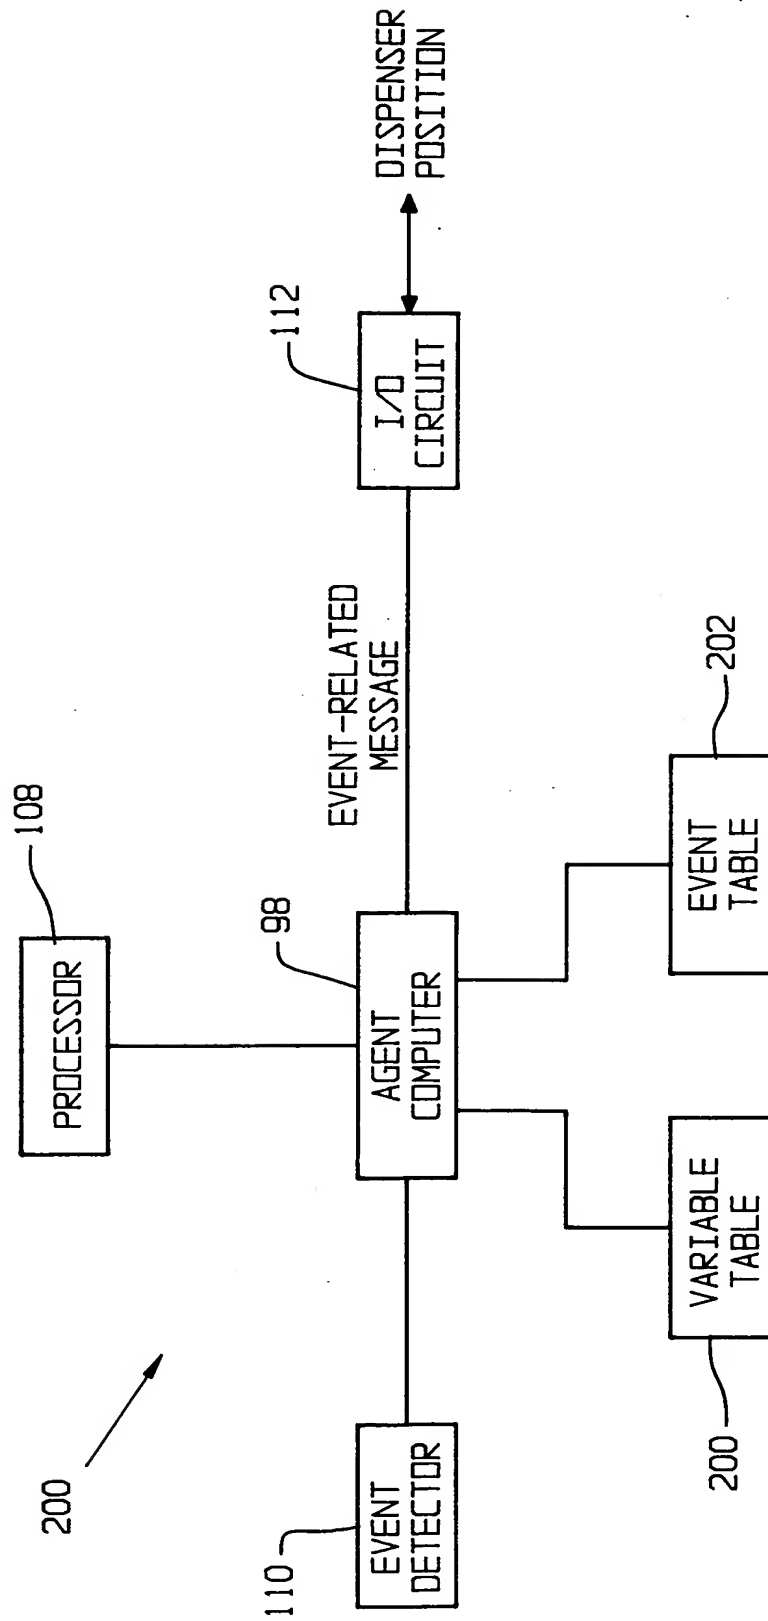 200
PROCESSOR
108
EVENT
DETECTOR
110
AGENT
COMPUTER
98
EVENT-RELATED
MESSAGE
I/O
CIRCUIT
112
DISPENSER
POSITION
VARIABLE
TABLE
200
EVENT
TABLE
202